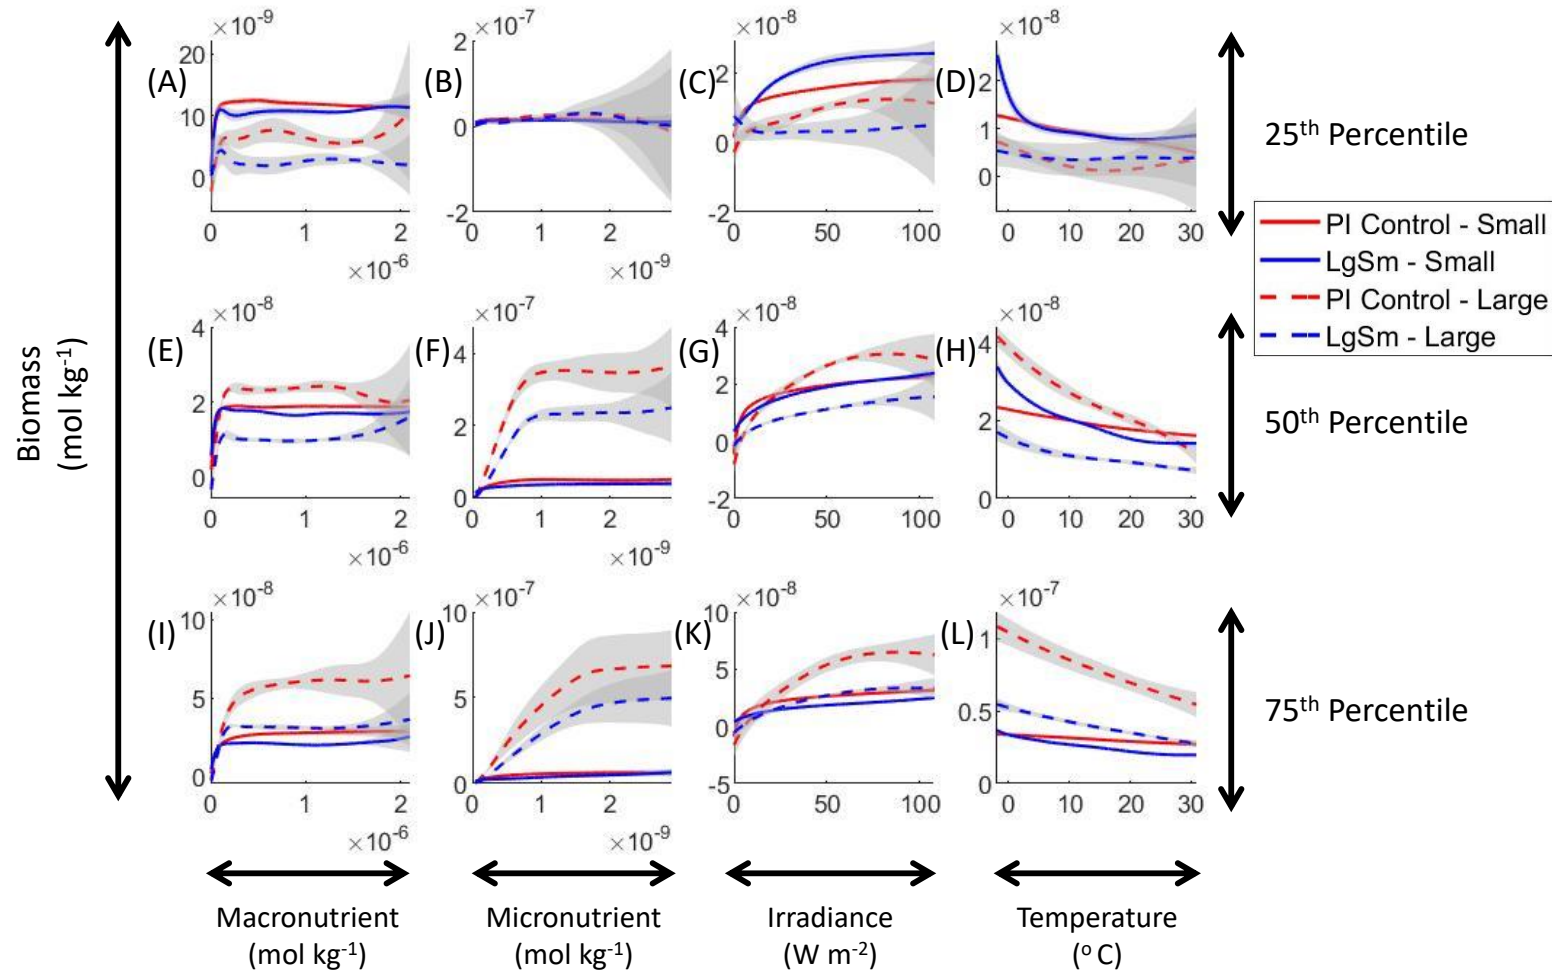 ×10⁻⁹
×10⁻⁷
×10⁻⁸
×10⁻⁸
(A)
(B)
(C)
(D)
20
10
0
2
0
-2
2
0
-2
2
1
0
0 1 2
0 1 2
0 50 100
0 10 20 30
×10⁻⁶
×10⁻⁹
25th Percentile
PI Control - Small
LgSm - Small
PI Control - Large
LgSm - Large
×10⁻⁸
×10⁻⁷
×10⁻⁸
×10⁻⁸
(E)
(F)
(G)
(H)
4
2
0
4
2
0
4
2
0
-2
4
2
0
0 1 2
0 1 2
0 50 100
0 10 20 30
×10⁻⁶
×10⁻⁹
50th Percentile
Biomass
(mol kg⁻¹)
×10⁻⁸
×10⁻⁷
×10⁻⁸
×10⁻⁷
(I)
(J)
(K)
(L)
10
5
0
10
5
0
10
5
0
-5
1
0.5
0
0 1 2
0 1 2
0 50 100
0 10 20 30
×10⁻⁶
×10⁻⁹
75th Percentile
Macronutrient
(mol kg⁻¹)
Micronutrient
(mol kg⁻¹)
Irradiance
(W m⁻²)
Temperature
(° C)